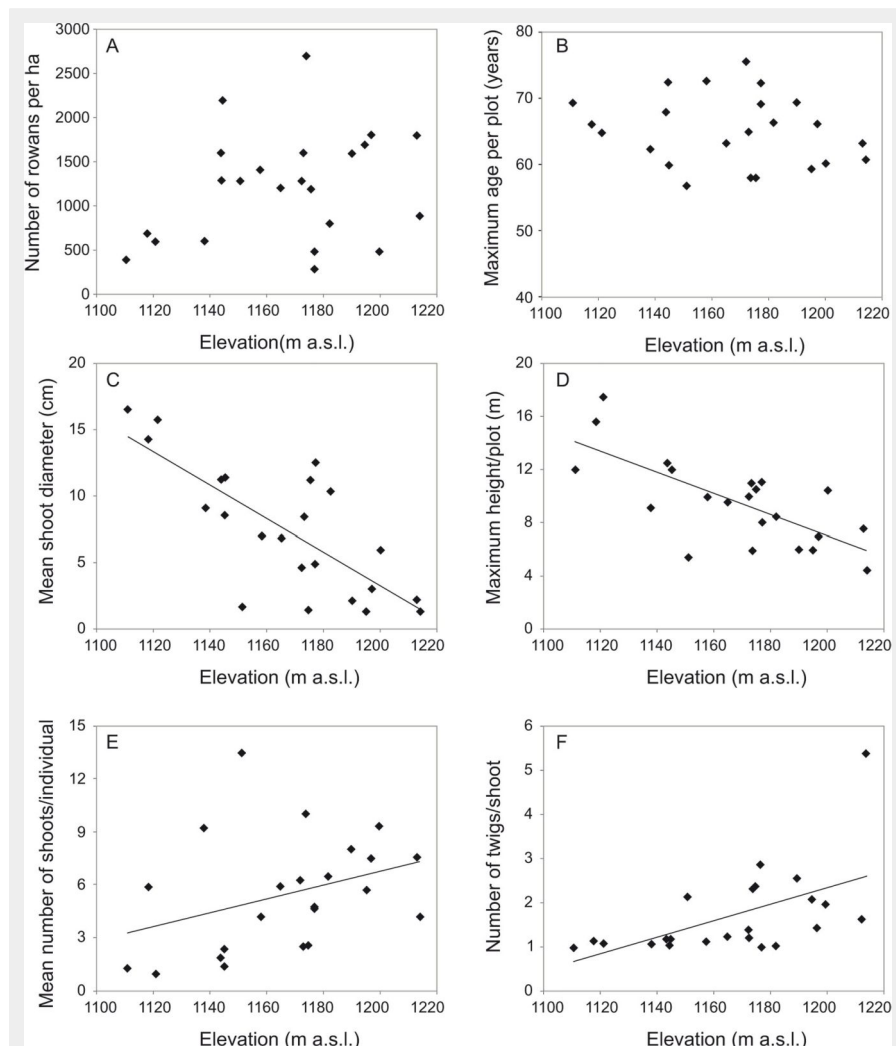 A
Number of rowans per ha
3000
2500
2000
1500
1000
500
0
1100 1120 1140 1160 1180 1200 1220
Elevation(m a.s.l.)
B
Maximum age per plot (years)
80
70
60
50
40
1100 1120 1140 1160 1180 1200 1220
Elevation (m a.s.l.)
C
Mean shoot diameter (cm)
20
15
10
5
0
1100 1120 1140 1160 1180 1200 1220
Elevation (m a.s.l.)
D
Maximum height/plot (m)
20
16
12
8
4
0
1100 1120 1140 1160 1180 1200 1220
Elevation (m a.s.l.)
E
Mean number of shoots/individual
15
12
9
6
3
0
1100 1120 1140 1160 1180 1200 1220
Elevation (m a.s.l.)
F
Number of twigs/shoot
6
5
4
3
2
1
0
1100 1120 1140 1160 1180 1200 1220
Elevation (m a.s.l.)